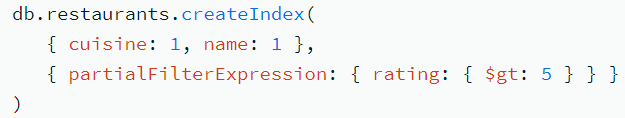 db.restaurants.createIndex(
   { cuisine: 1, name: 1 },
   { partialFilterExpression: { rating: { $gt: 5 } } }
)